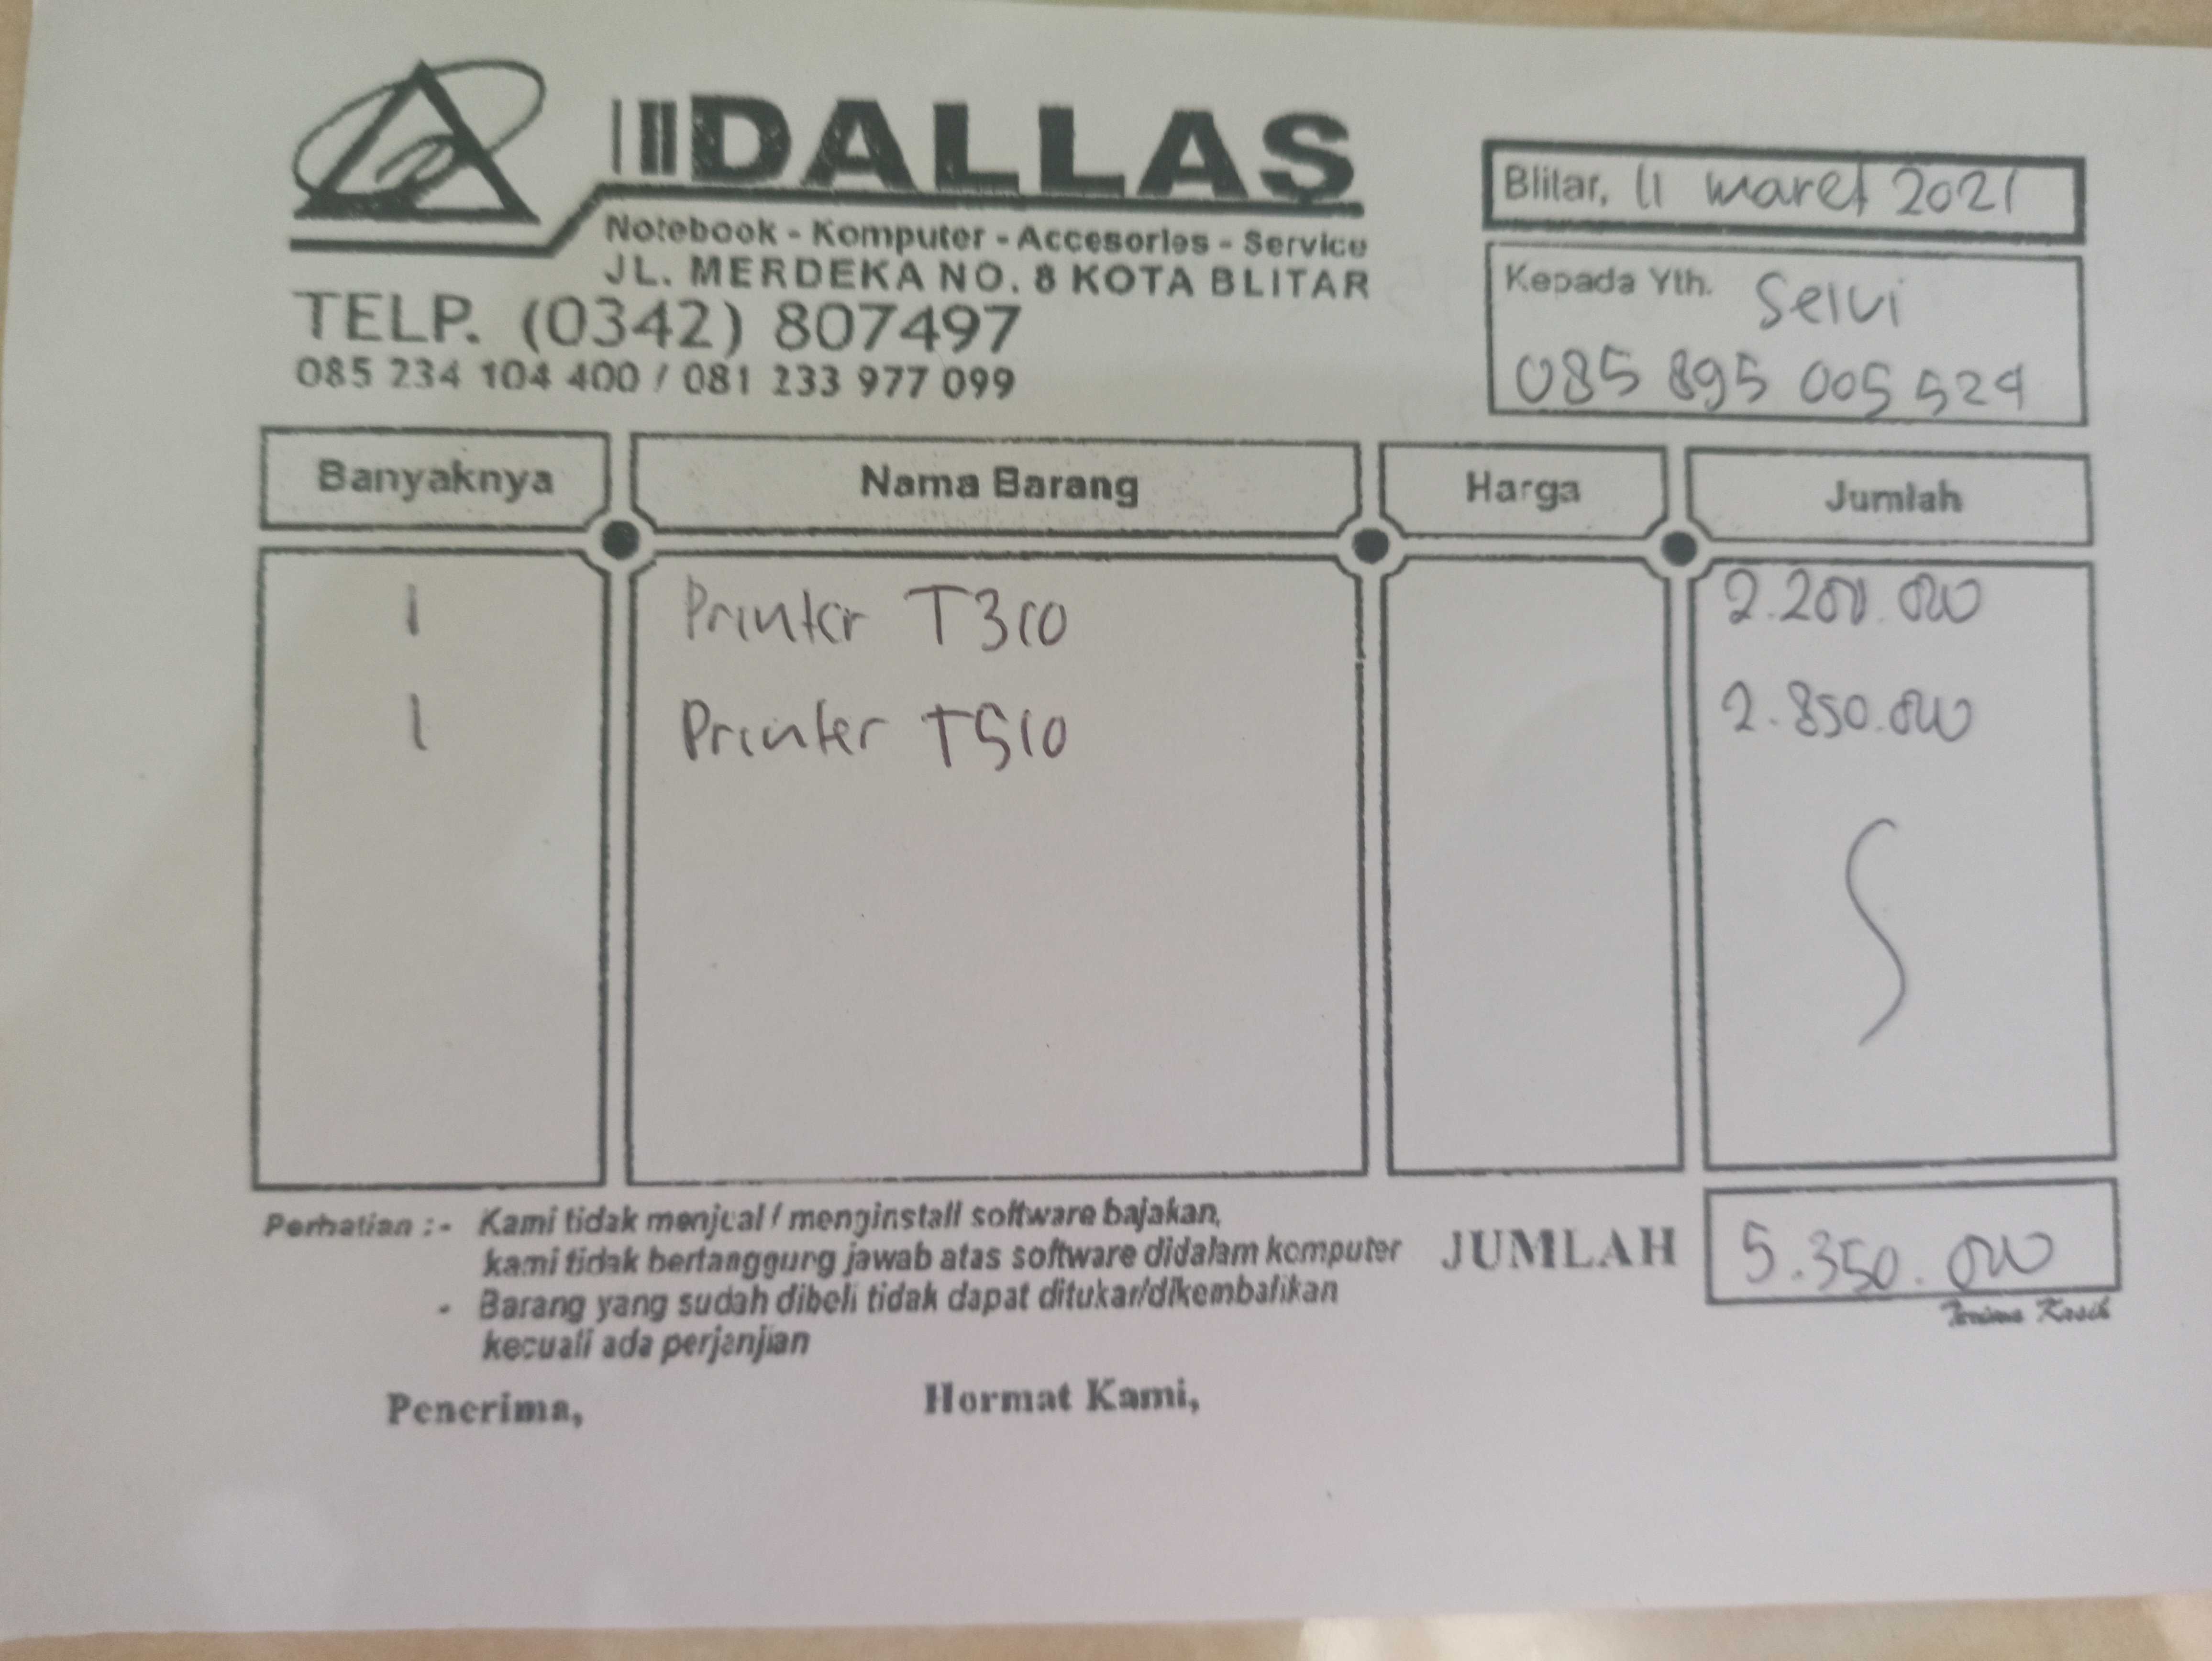 DALLAS
Notebook - Komputer - Accesories - Service
JL. MERDEKA NO. 8 KOTA BLITAR
TELP. (0342) 807497
085 234 104 400 / 081 233 977 099
Blitar, 11 maret 2021
Kepada Yth. Selvi
085 895 005 529
Banyaknya Nama Barang Harga Jumlah
1 Printer T310 2.200.000
1 Printer T510 2.850.000
Perhatian :- Kami tidak menjual / menginstall software bajakan,
kami tidak bertanggung jawab atas software didalam komputer
- Barang yang sudah dibeli tidak dapat ditukar/dikembalikan
kecuali ada perjanjian
JUMLAH 5.350.000
Terima Kasih
Penerima, Hormat Kami,